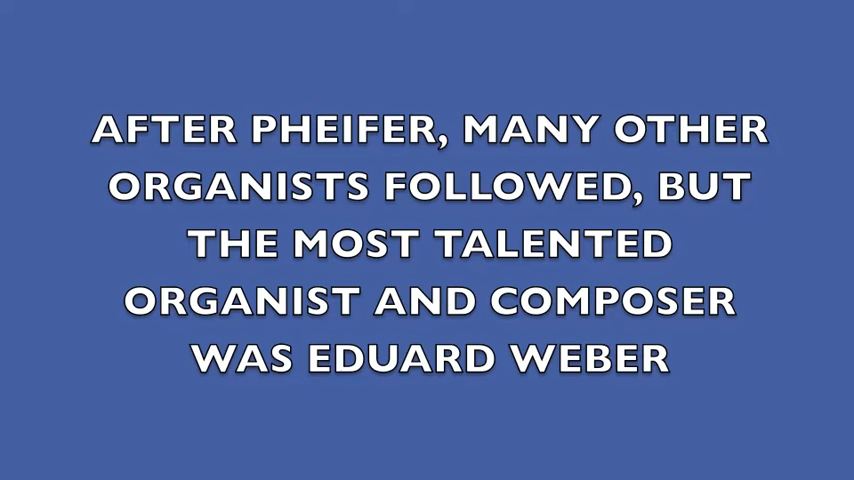 AFTER PHEIFER, MANY OTHER
ORGANISTS FOLLOWED, BUT
THE MOST TALENTED
ORGANIST AND COMPOSER
WAS EDUARD WEBER